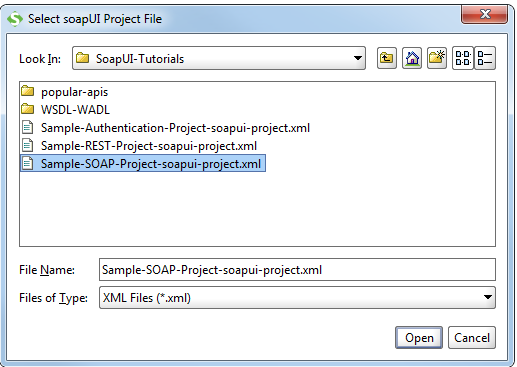 Select soapUI Project File
Look In: SoapUI-Tutorials
popular-apis
WSDL-WADL
Sample-Authentication-Project-soapui-project.xml
Sample-REST-Project-soapui-project.xml
Sample-SOAP-Project-soapui-project.xml
File Name: Sample-SOAP-Project-soapui-project.xml
Files of Type: XML Files (*.xml)
Open Cancel